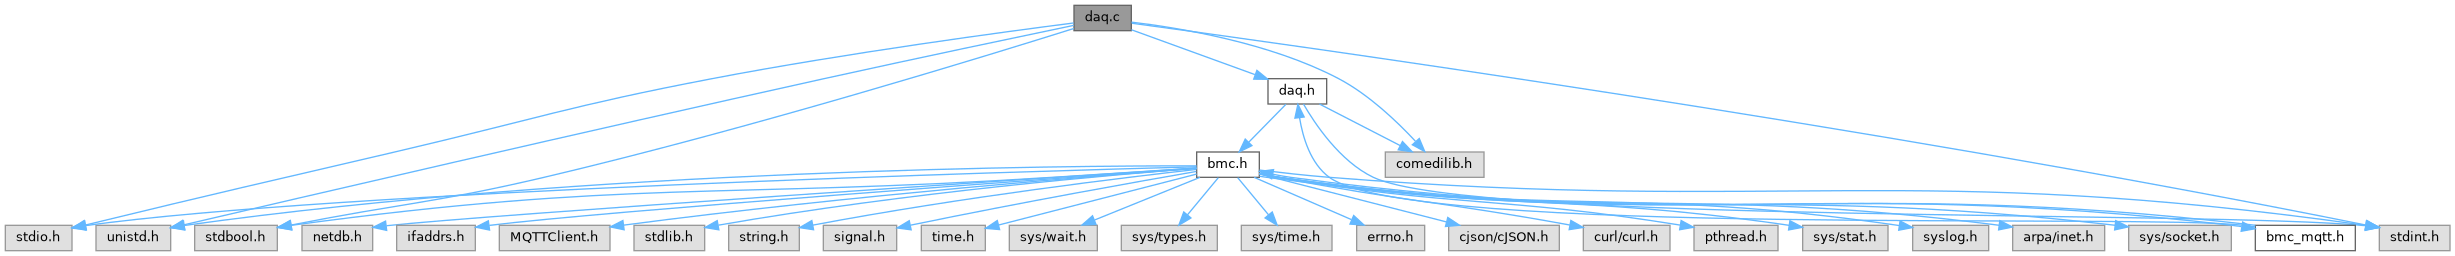 daq.c
daq.h
bmc.h
comedilib.h
stdio.h
unistd.h
stdbool.h
netdb.h
ifaddrs.h
MQTTClient.h
stdlib.h
string.h
signal.h
time.h
sys/wait.h
sys/types.h
sys/time.h
errno.h
cjson/cJSON.h
curl/curl.h
pthread.h
sys/stat.h
syslog.h
arpa/inet.h
sys/socket.h
bmc_mqtt.h
stdint.h